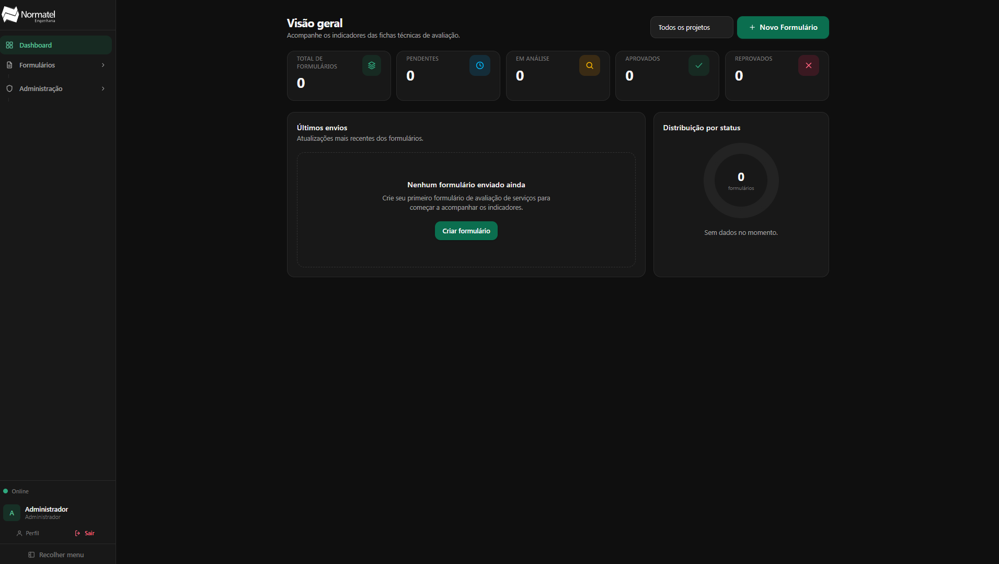 Normatel
Engenharia
Dashboard
Formulários
Administração
Visão geral
Acompanhe os indicadores das fichas técnicas de avaliação.
Todos os projetos
+ Novo Formulário
TOTAL DE
FORMULÁRIOS
0
PENDENTES
0
EM ANÁLISE
0
APROVADOS
0
REPROVADOS
0
Últimos envios
Atualizações mais recentes dos formulários.
Nenhum formulário enviado ainda
Crie seu primeiro formulário de avaliação de serviços para
começar a acompanhar os indicadores.
Criar formulário
Distribuição por status
0
formulários
Sem dados no momento.
Online
A
Administrador
Administrador
Perfil
Sair
Recolher menu